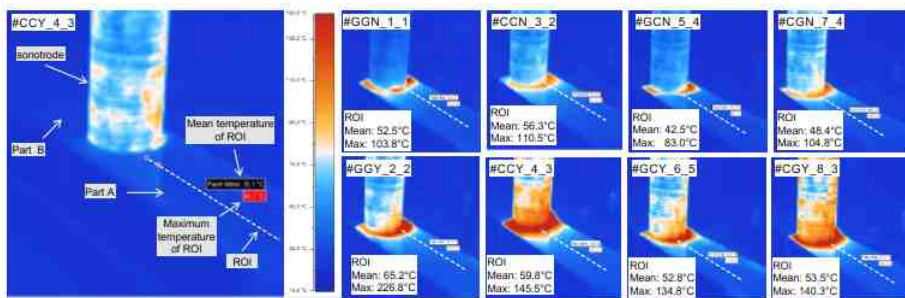 #CCY_4_3
sonotrode
Mean temperature
of ROI
Part B
Part A
Maximum
temperature
of ROI
ROI
#GGN_1_1
ROI
Mean: 52.5°C
Max: 103.8°C
#CCN_3_2
ROI
Mean: 56.3°C
Max: 110.5°C
#GCN_5_4
ROI
Mean: 42.5°C
Max: 83.0°C
#GGN_7_4
ROI
Mean: 48.4°C
Max: 104.8°C
#GGY_2_2
ROI
Mean: 65.2°C
Max: 226.8°C
#CCY_4_3
ROI
Mean: 59.8°C
Max: 145.5°C
#GCY_6_5
ROI
Mean: 52.8°C
Max: 134.8°C
#CGY_8_3
ROI
Mean: 53.5°C
Max: 140.3°C